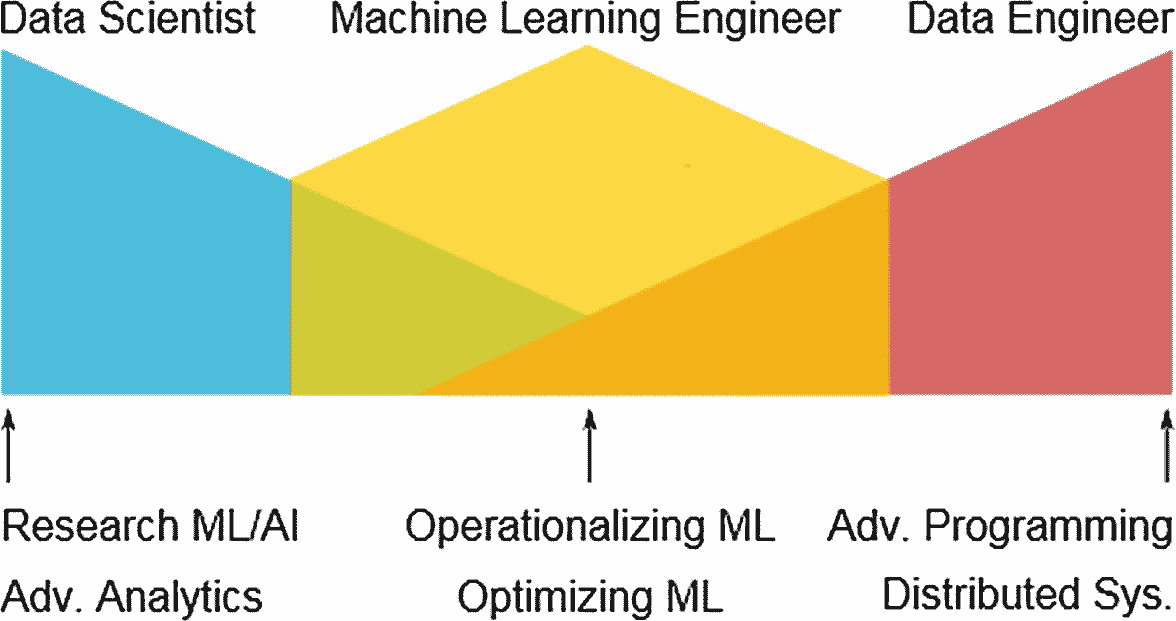 Data Scientist Machine Learning Engineer Data Engineer
Research ML/AI Operationalizing ML Adv. Programming
Adv. Analytics Optimizing ML Distributed Sys.